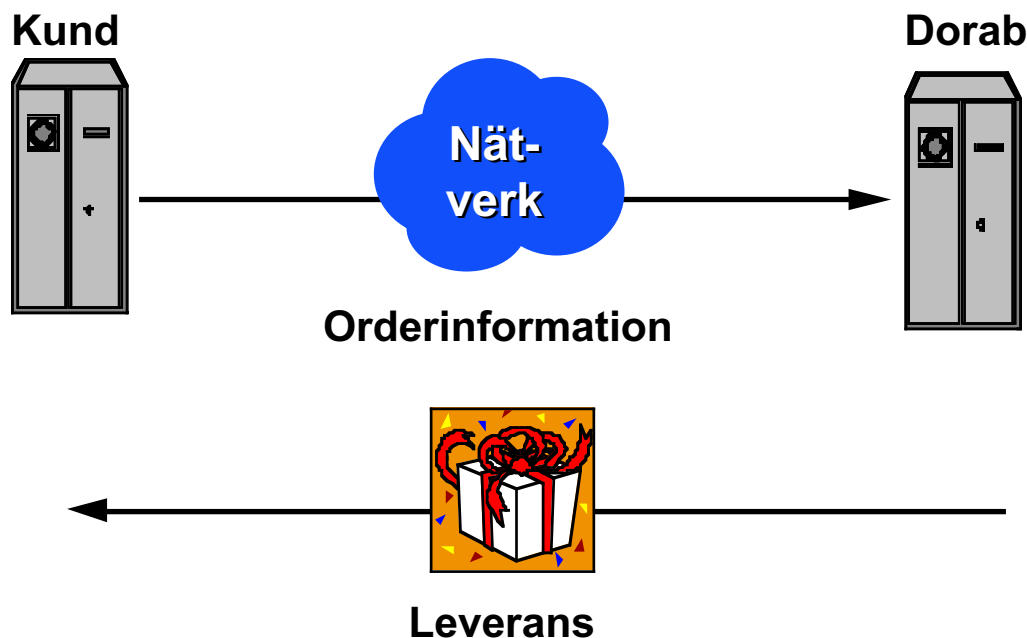 Kund
Dorab
Nät-
verk
Orderinformation
Leverans